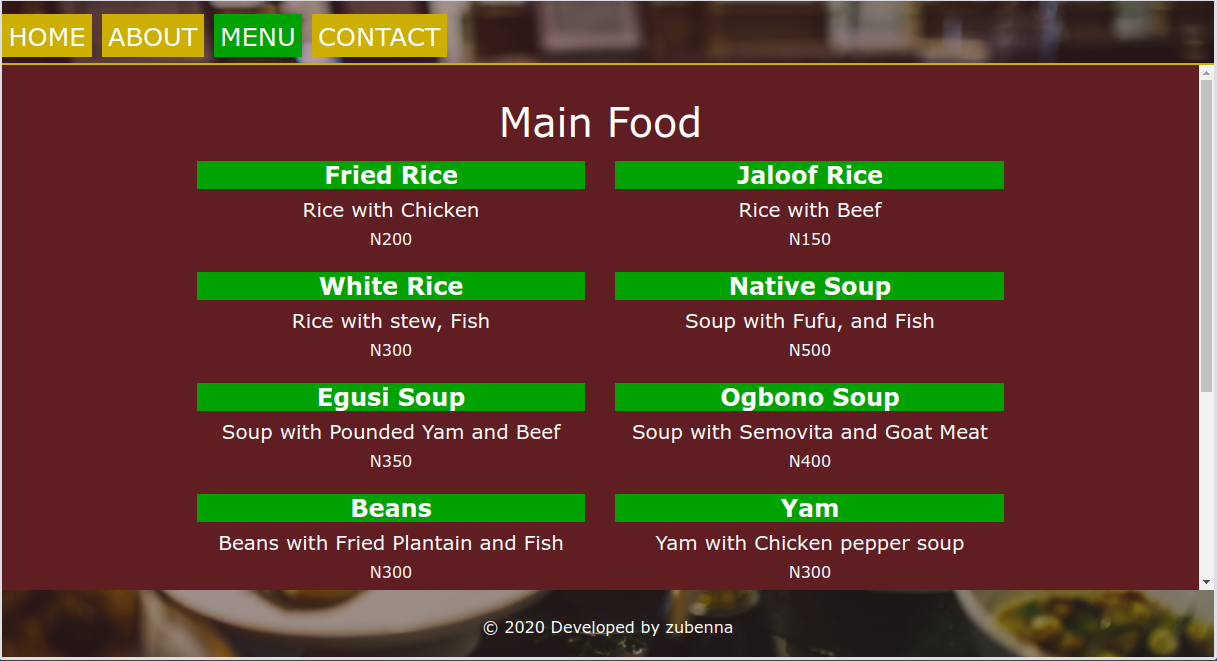 HOME ABOUT MENU CONTACT
Main Food
Fried Rice
Rice with Chicken
N200
Jaloof Rice
Rice with Beef
N150
White Rice
Rice with stew, Fish
N300
Native Soup
Soup with Fufu, and Fish
N500
Egusi Soup
Soup with Pounded Yam and Beef
N350
Ogbono Soup
Soup with Semovita and Goat Meat
N400
Beans
Beans with Fried Plantain and Fish
N300
Yam
Yam with Chicken pepper soup
N300
© 2020 Developed by zubenna